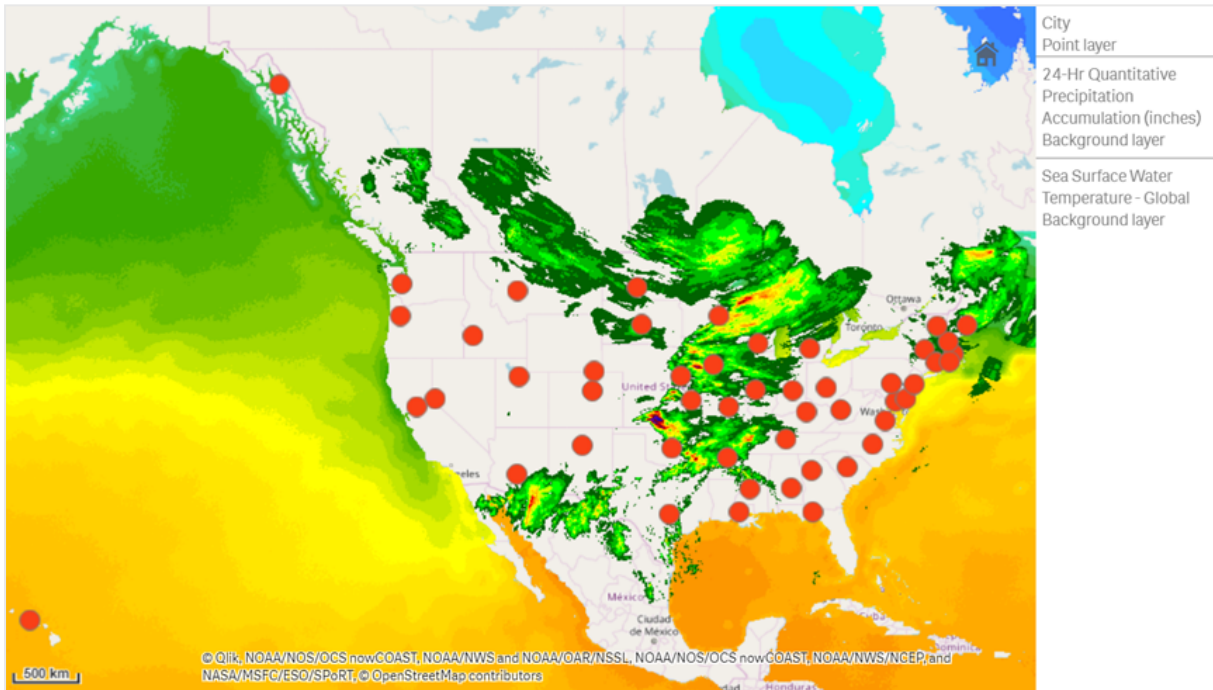 City
Point layer
24-Hr Quantitative
Precipitation
Accumulation (inches)
Background layer
Sea Surface Water
Temperature - Global
Background layer
Ottawa
Toronto
United
México
Ciudad
de México
Cuba
Honduras
500 km
© Qlik, NOAA/NOS/OCS nowCOAST, NOAA/NWS and NOAA/OAR/NSSL, NOAA/NOS/OCS nowCOAST, NOAA/NWS/NCEP, and
NASA/MSFC/ESO/SPoRT, © OpenStreetMap contributors